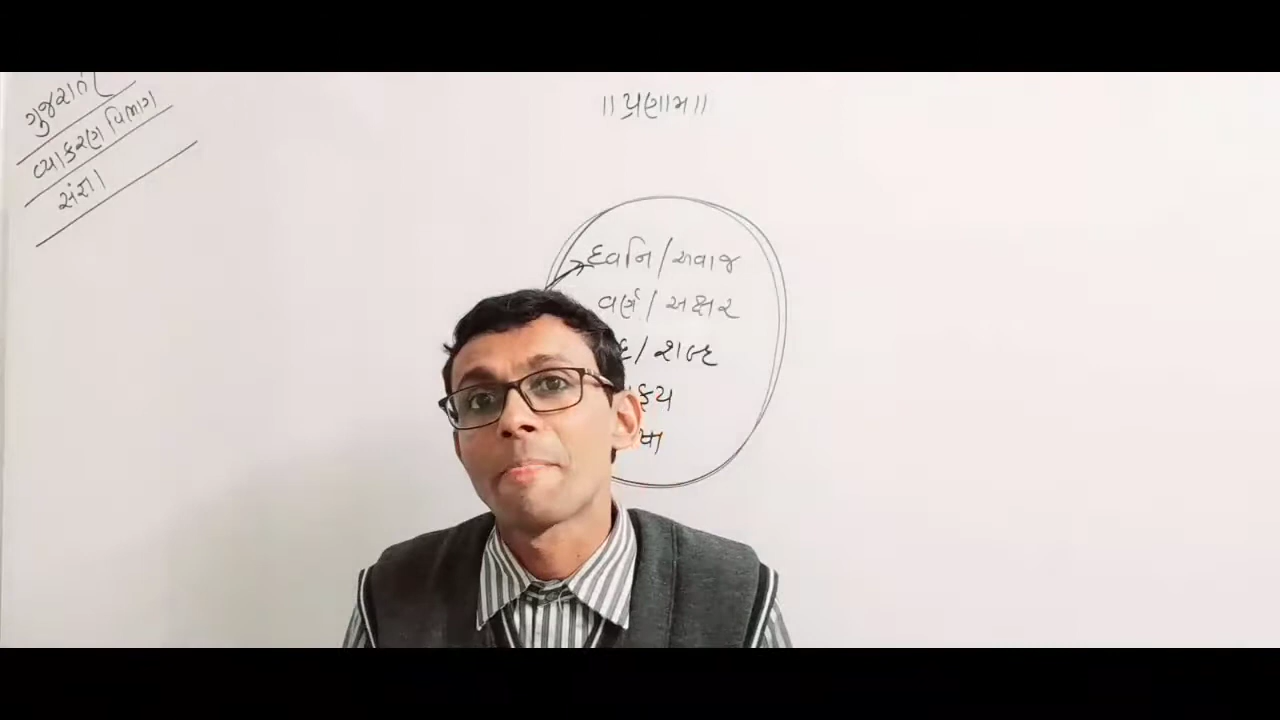 ગુજરાતી
વ્યાકરણ વિભાગ
સંજ્ઞા
॥ પ્રણામ ॥
ધ્વનિ / અવાજ
વર્ણ / અક્ષર
/ શબ્દ